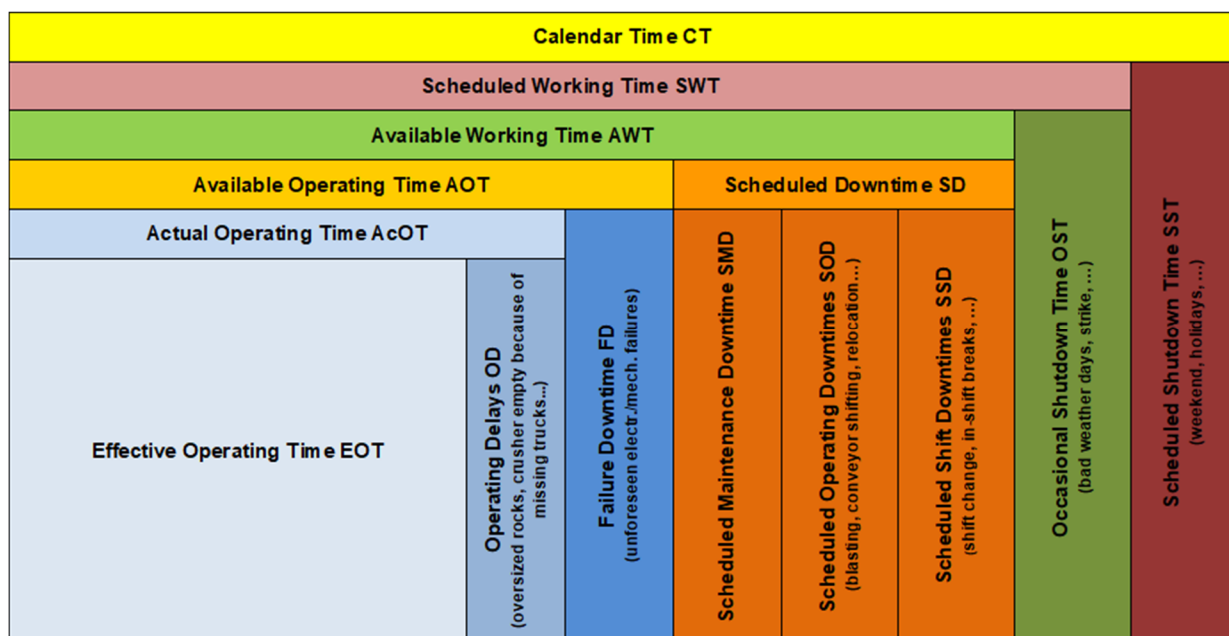 Calendar Time CT
Scheduled Working Time SWT
Available Working Time AWT
Available Operating Time AOT
Scheduled Downtime SD
Actual Operating Time AcOT
Effective Operating Time EOT
Operating Delays OD
(oversized rocks, crusher empty because of
missing trucks...)
Failure Downtime FD
(unforeseen electr./mech. failures)
Scheduled Maintenance Downtime SMD
Scheduled Operating Downtimes SOD
(blasting, conveyor shifting, relocation...)
Scheduled Shift Downtimes SSD
(shift change, in-shift breaks, ...)
Occasional Shutdown Time OST
(bad weather days, strike, ...)
Scheduled Shutdown Time SST
(weekend, holidays, ...)